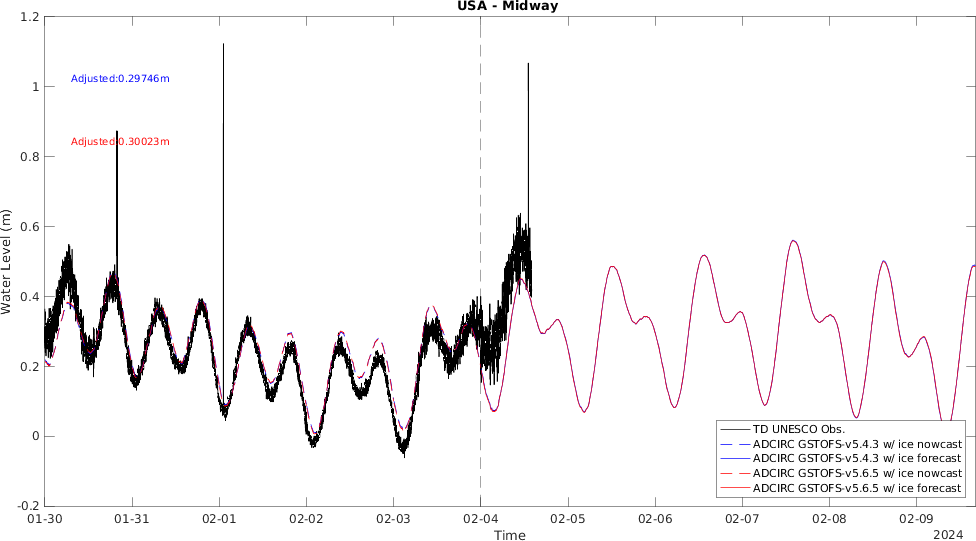 USA - Midway
1.2
1
0.8
0.6
0.4
0.2
0
-0.2
Water Level (m)
Adjusted:0.29746m
Adjusted:0.30023m
TD UNESCO Obs.
ADCIRC GSTOFS-v5.4.3 w/ ice nowcast
ADCIRC GSTOFS-v5.4.3 w/ ice forecast
ADCIRC GSTOFS-v5.6.5 w/ ice nowcast
ADCIRC GSTOFS-v5.6.5 w/ ice forecast
01-30 01-31 02-01 02-02 02-03 02-04 02-05 02-06 02-07 02-08 02-09
Time
2024